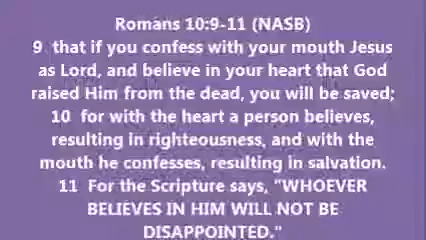 Romans 10:9-11 (NASB)
9 that if you confess with your mouth Jesus
as Lord, and believe in your heart that God
raised Him from the dead, you will be saved;
10 for with the heart a person believes,
resulting in righteousness, and with the
mouth he confesses, resulting in salvation.
11 For the Scripture says, "WHOEVER
BELIEVES IN HIM WILL NOT BE
DISAPPOINTED."